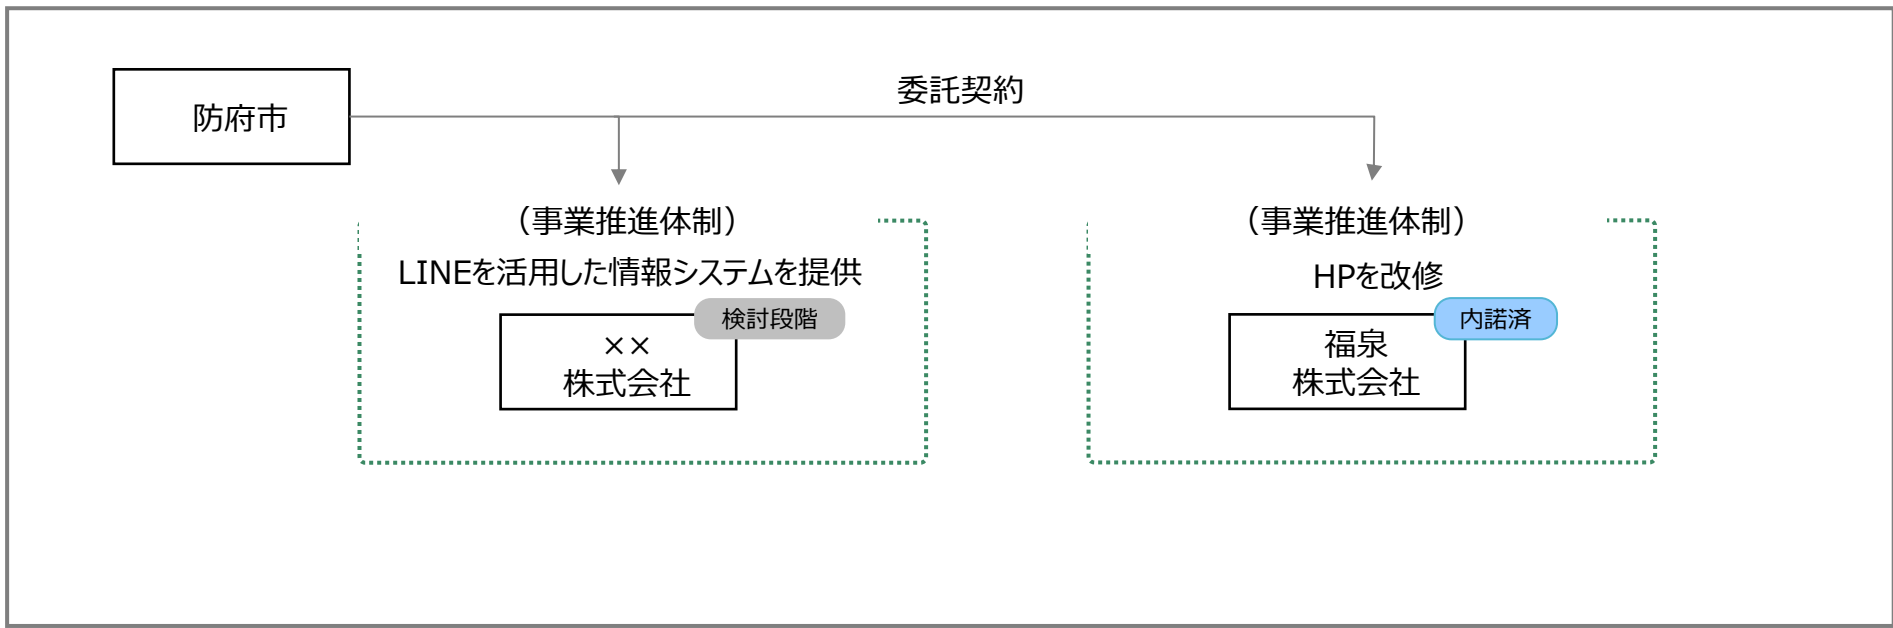 防府市
委託契約
（事業推進体制）
LINEを活用した情報システムを提供
検討段階
××
株式会社
（事業推進体制）
HPを改修
内諾済
福泉
株式会社